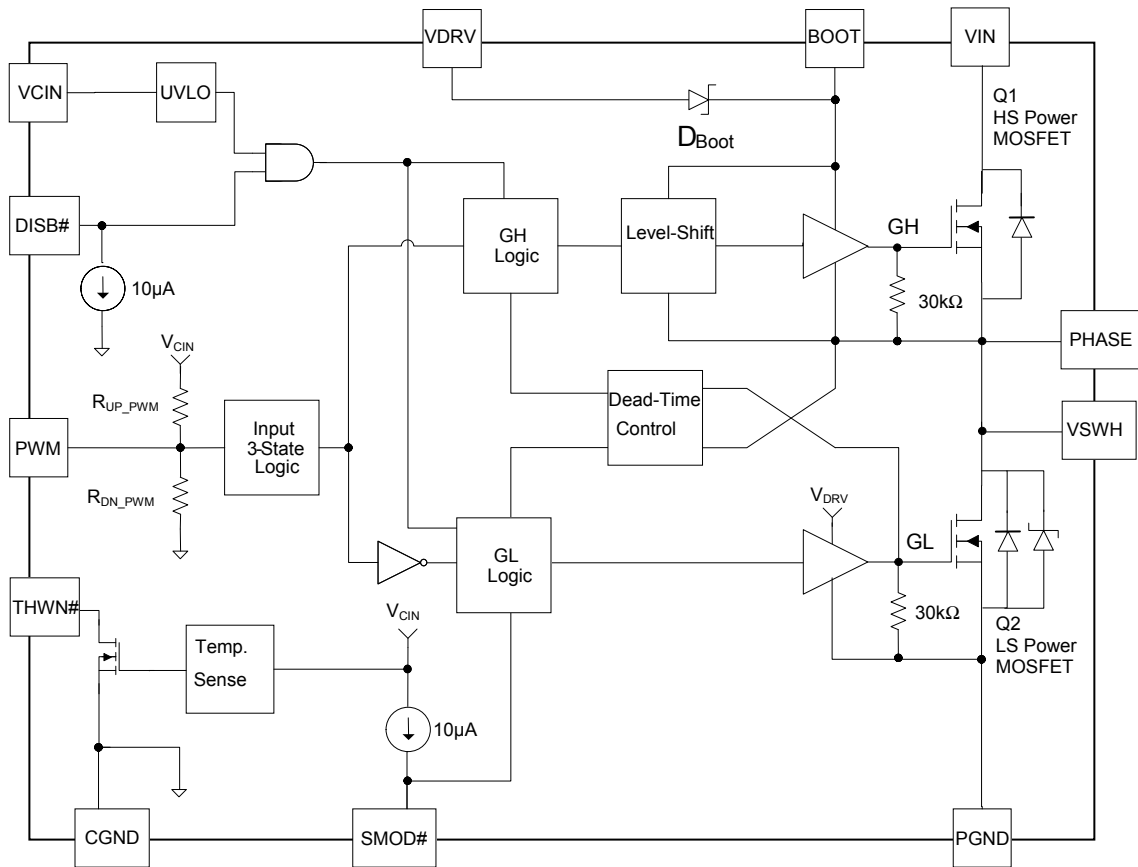 VDRV
BOOT
VIN
VCIN
UVLO
DBoot
Q1
HS Power
MOSFET
DISB#
10µA
GH
Logic
Level-Shift
GH
30kΩ
VCIN
PHASE
RUP_PWM
Dead-Time
Control
VSWH
PWM
Input
3-State
Logic
RDN_PWM
VDRV
GL
Logic
GL
THWN#
VCIN
30kΩ
Q2
LS Power
MOSFET
Temp.
Sense
10µA
CGND
SMOD#
PGND